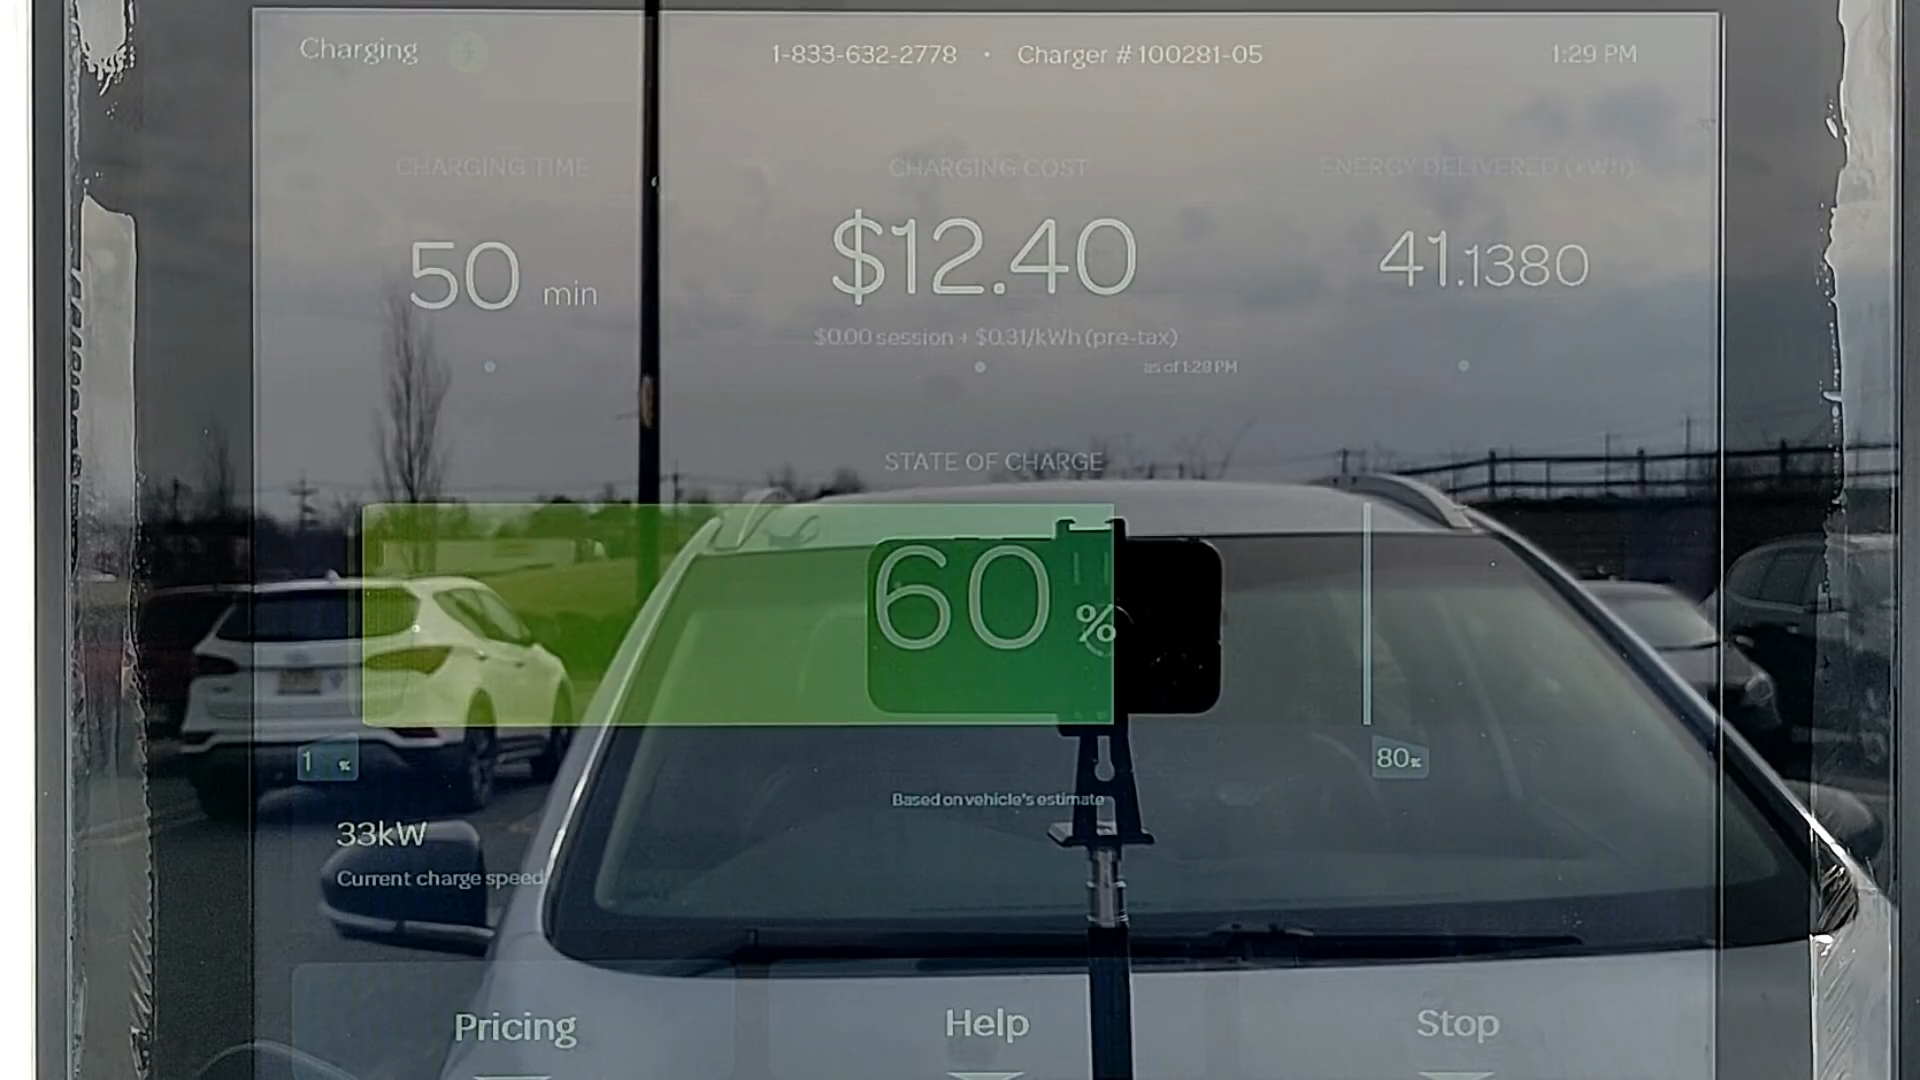 Charging 1-833-632-2778 · Charger # 100281-05 1:29 PM
CHARGING TIME CHARGING COST ENERGY DELIVERED (kWh)
50 min $12.40 41.1380
$0.00 session + $0.31/kWh (pre-tax)
as of 1:28 PM
STATE OF CHARGE
60 %
1 % 80%
Based on vehicle's estimate
33kW
Current charge speed
Pricing Help Stop